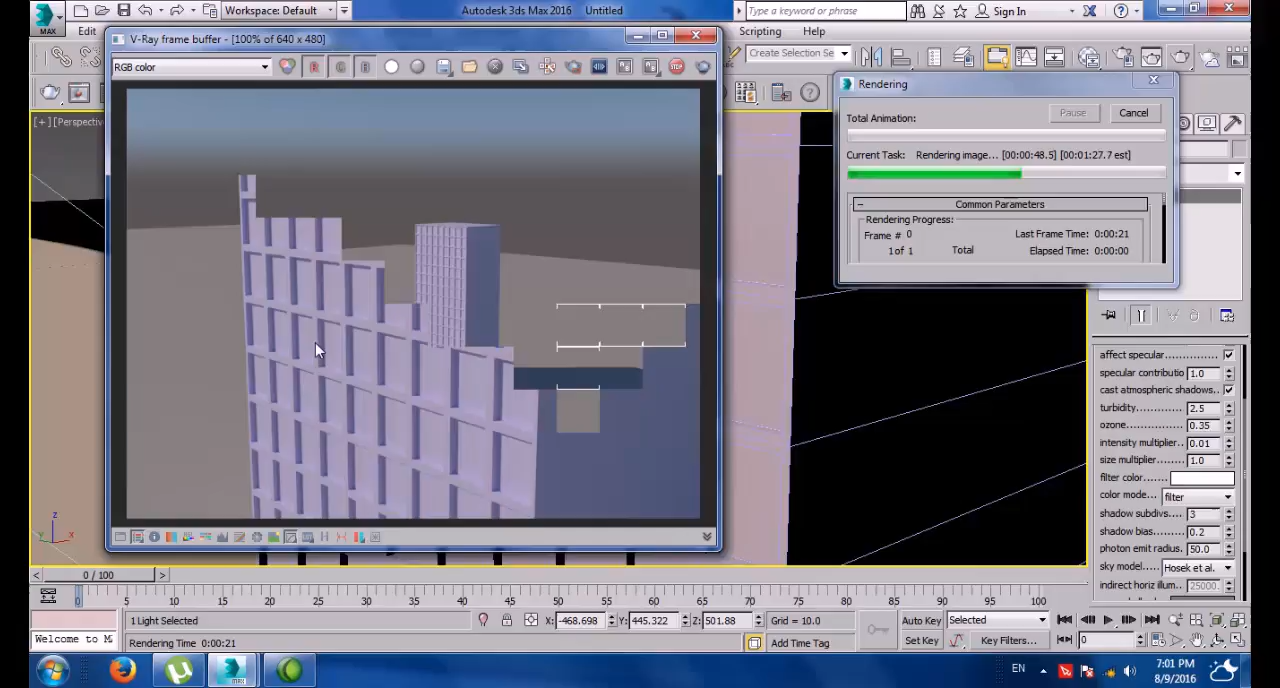 Workspace: Default
Autodesk 3ds Max 2016
Untitled
Type a keyword or phrase
Sign In
MAX
Edit
Scripting
Help
V-Ray frame buffer - [100% of 640 x 480]
RGB color
Create Selection Se
[+] [Perspectiv
Rendering
Total Animation:
Pause
Cancel
Current Task: Rendering image... [00:00:48.5] [00:01:27.7 est]
Common Parameters
Rendering Progress:
Frame # 0
Last Frame Time: 0:00:21
1 of 1 Total
Elapsed Time: 0:00:00
affect specular
specular contributio 1.0
cast atmospheric shadows
turbidity 2.5
ozone 0.35
intensity multiplier 0.01
size multiplier 1.0
filter color
color mode filter
shadow subdivs 3
shadow bias 0.2
photon emit radius 50.0
sky model Hosek et al.
indirect horiz illum 25000.
z
x
y
0 / 100
0 5 10 15 20 25 30 35 40 45 50 55 60 65 70 75 80 85 90 95 100
1 Light Selected
X: -468.698
Y: 445.322
Z: 501.88
Grid = 10.0
Auto Key
Selected
Welcome to M
Rendering Time 0:00:21
Add Time Tag
Set Key
Key Filters...
0
EN
7:01 PM
8/9/2016